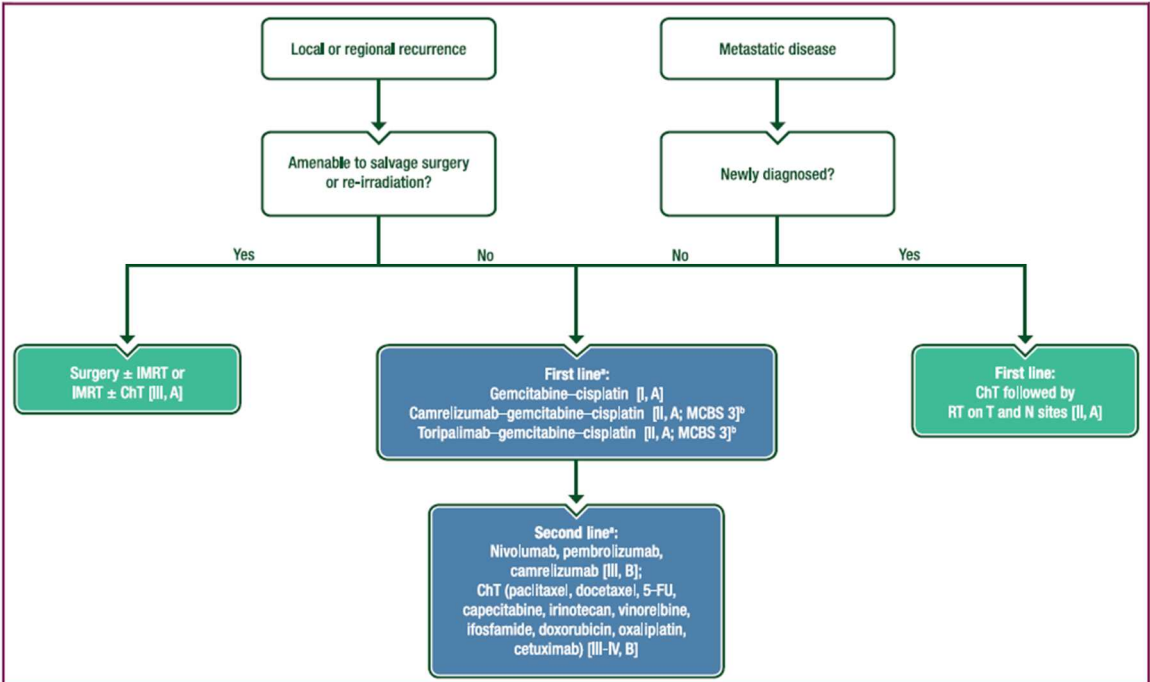 Local or regional recurrence
Metastatic disease
Amenable to salvage surgery
or re-irradiation?
Newly diagnosed?
Yes
No
No
Yes
Surgery ± IMRT or
IMRT ± ChT [III, A]
First lineᵃ:
Gemcitabine–cisplatin [I, A]
Camrelizumab–gemcitabine–cisplatin [II, A; MCBS 3]ᵇ
Toripalimab–gemcitabine–cisplatin [II, A; MCBS 3]ᵇ
First line:
ChT followed by
RT on T and N sites [II, A]
Second lineᵃ:
Nivolumab, pembrolizumab,
camrelizumab [III, B];
ChT (paclitaxel, docetaxel, 5-FU,
capecitabine, irinotecan, vinorelbine,
ifosfamide, doxorubicin, oxaliplatin,
cetuximab) [III-IV, B]